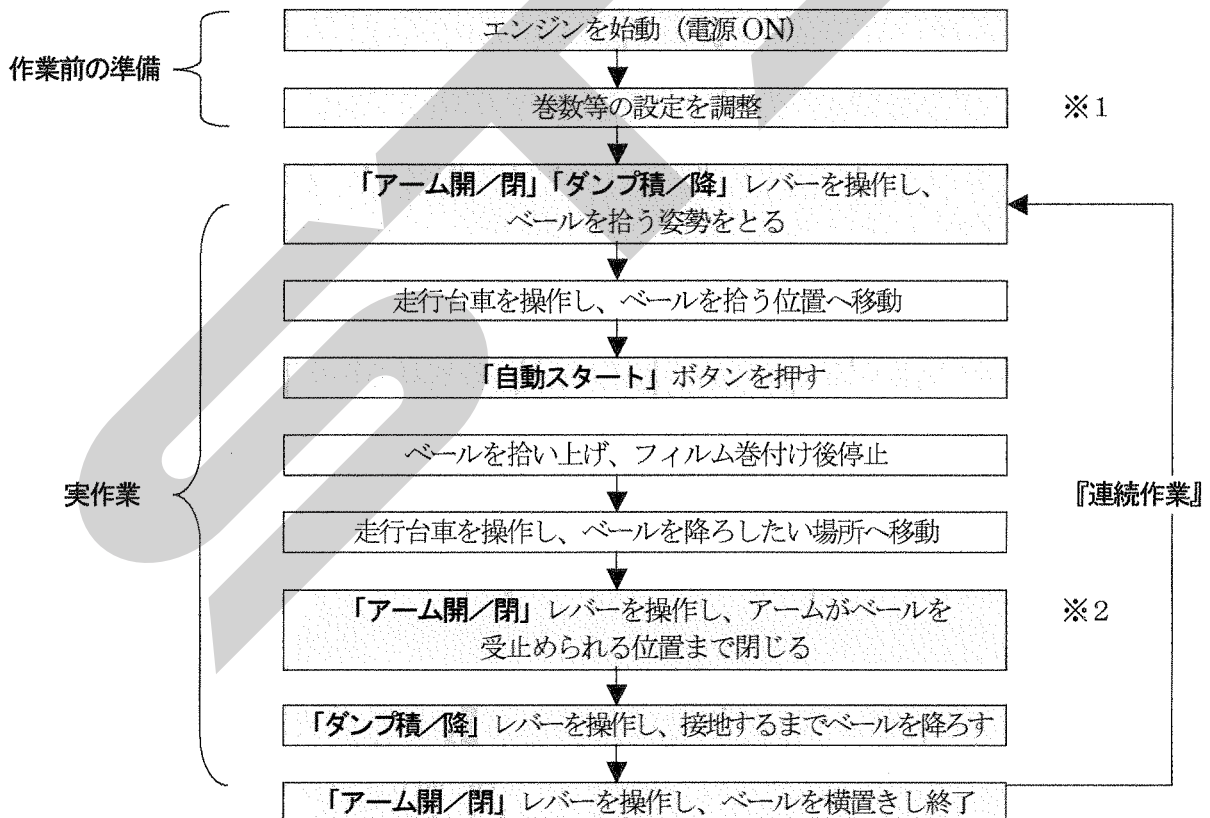 エンジンを始動（電源ON）
作業前の準備
巻数等の設定を調整
※1
「アーム開／閉」「ダンプ積／降」レバーを操作し、
ベールを拾う姿勢をとる
走行台車を操作し、ベールを拾う位置へ移動
「自動スタート」ボタンを押す
ベールを拾い上げ、フィルム巻付け後停止
実作業
『連続作業』
走行台車を操作し、ベールを降ろしたい場所へ移動
「アーム開／閉」レバーを操作し、アームがベールを
受止められる位置まで閉じる
※2
「ダンプ積／降」レバーを操作し、接地するまでベールを降ろす
「アーム開／閉」レバーを操作し、ベールを横置きし終了